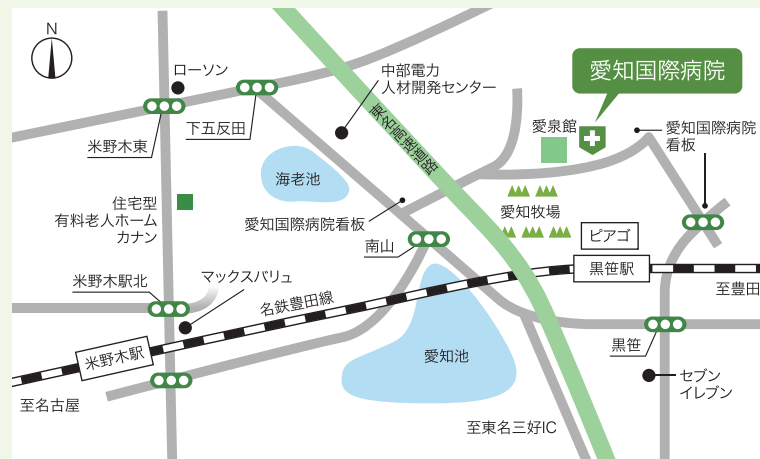 N
ローソン
中部電力
人材開発センター
愛知国際病院
米野木東
下五反田
東名高速道路
愛泉館
愛知国際病院
看板
海老池
住宅型
有料老人ホーム
カナン
愛知国際病院看板
愛知牧場
南山
ピアゴ
黒笹駅
至豊田
米野木駅北
マックスバリュ
名鉄豊田線
米野木駅
愛知池
黒笹
セブン
イレブン
至名古屋
至東名三好IC